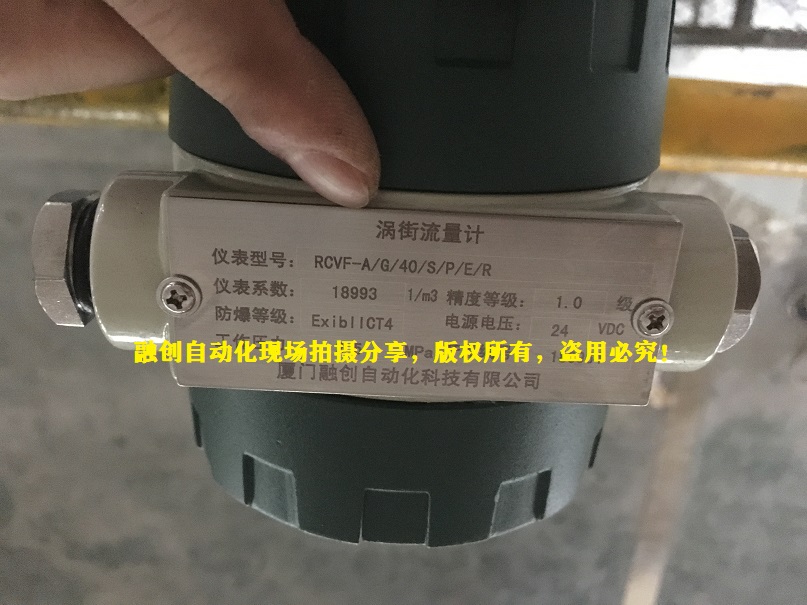 涡街流量计
仪表型号： RCVF-A/G/40/S/P/E/R
仪表系数： 18993 1/m3 精度等级： 1.0 级
防爆等级： ExibIICT4 电源电压： 24 VDC
MPa
融创自动化现场拍摄分享，版权所有，盗用必究！
厦门融创自动化科技有限公司